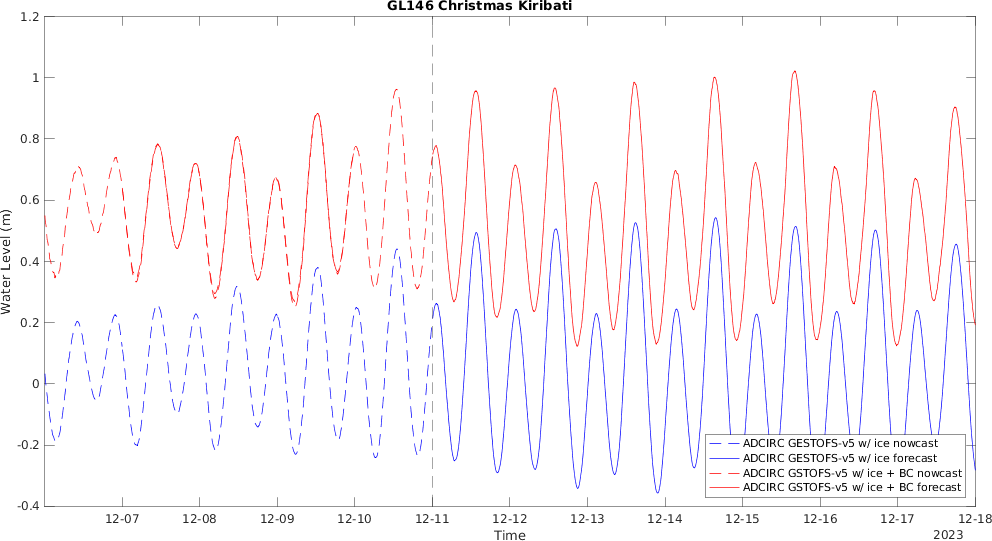 GL146 Christmas Kiribati
1.2
1
0.8
0.6
0.4
0.2
0
-0.2
-0.4
Water Level (m)
ADCIRC GESTOFS-v5 w/ ice nowcast
ADCIRC GESTOFS-v5 w/ ice forecast
ADCIRC GSTOFS-v5 w/ ice + BC nowcast
ADCIRC GSTOFS-v5 w/ ice + BC forecast
12-07 12-08 12-09 12-10 12-11 12-12 12-13 12-14 12-15 12-16 12-17 12-18
Time
2023